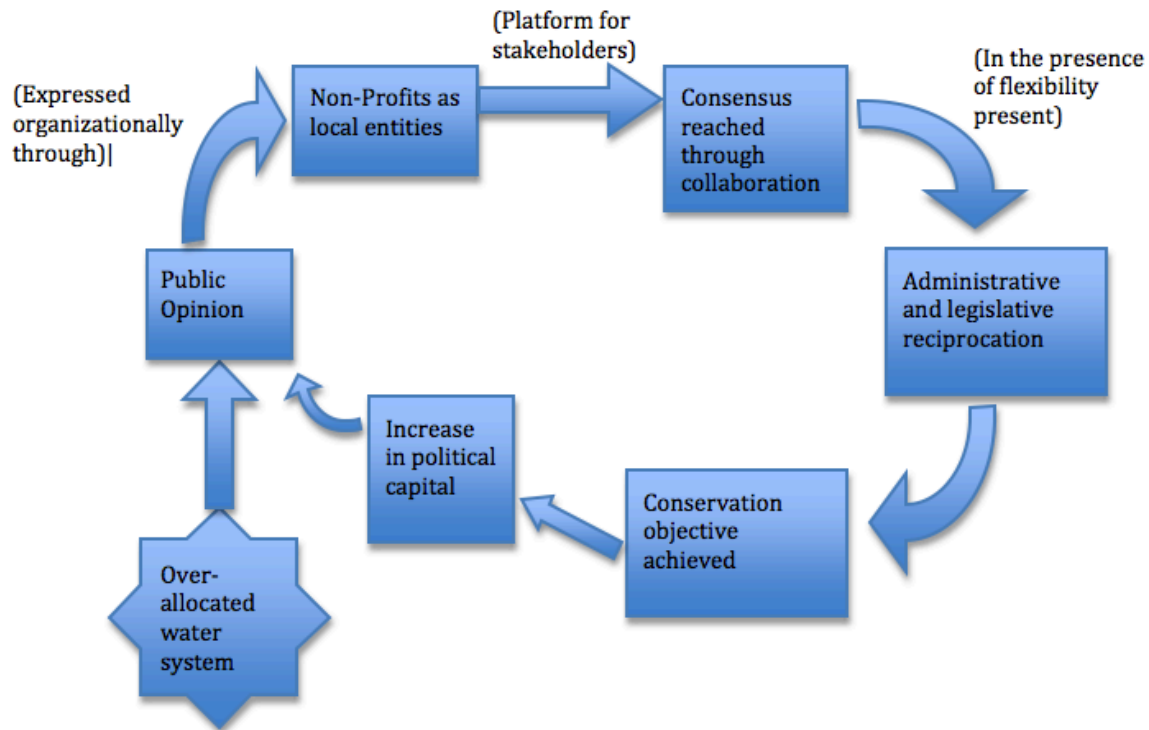 (Platform for
stakeholders)
(In the presence
of flexibility
present)
(Expressed
organizationally
through)|
Non-Profits as
local entities
Consensus
reached
through
collaboration
Public
Opinion
Administrative
and legislative
reciprocation
Increase
in political
capital
Conservation
objective
achieved
Over-
allocated
water
system